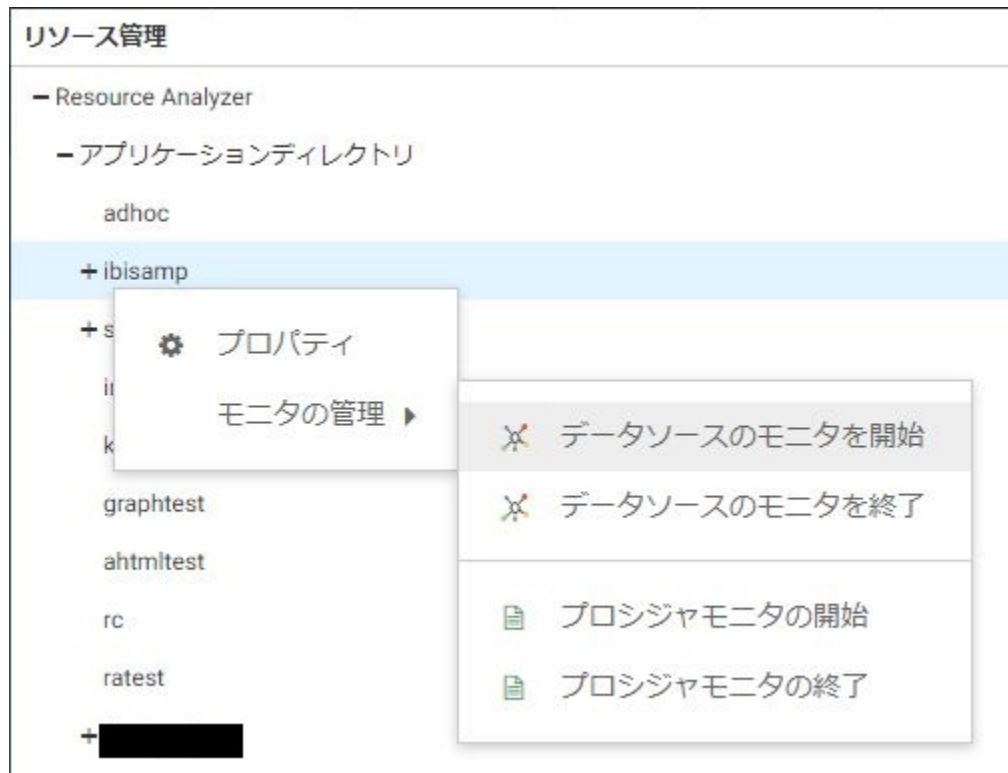 リソース管理
Resource Analyzer
アプリケーションディレクトリ
adhoc
ibisamp
プロパティ
モニタの管理
データソースのモニタを開始
データソースのモニタを終了
プロシジャモニタの開始
プロシジャモニタの終了
graphtest
ahtmltest
rc
ratest